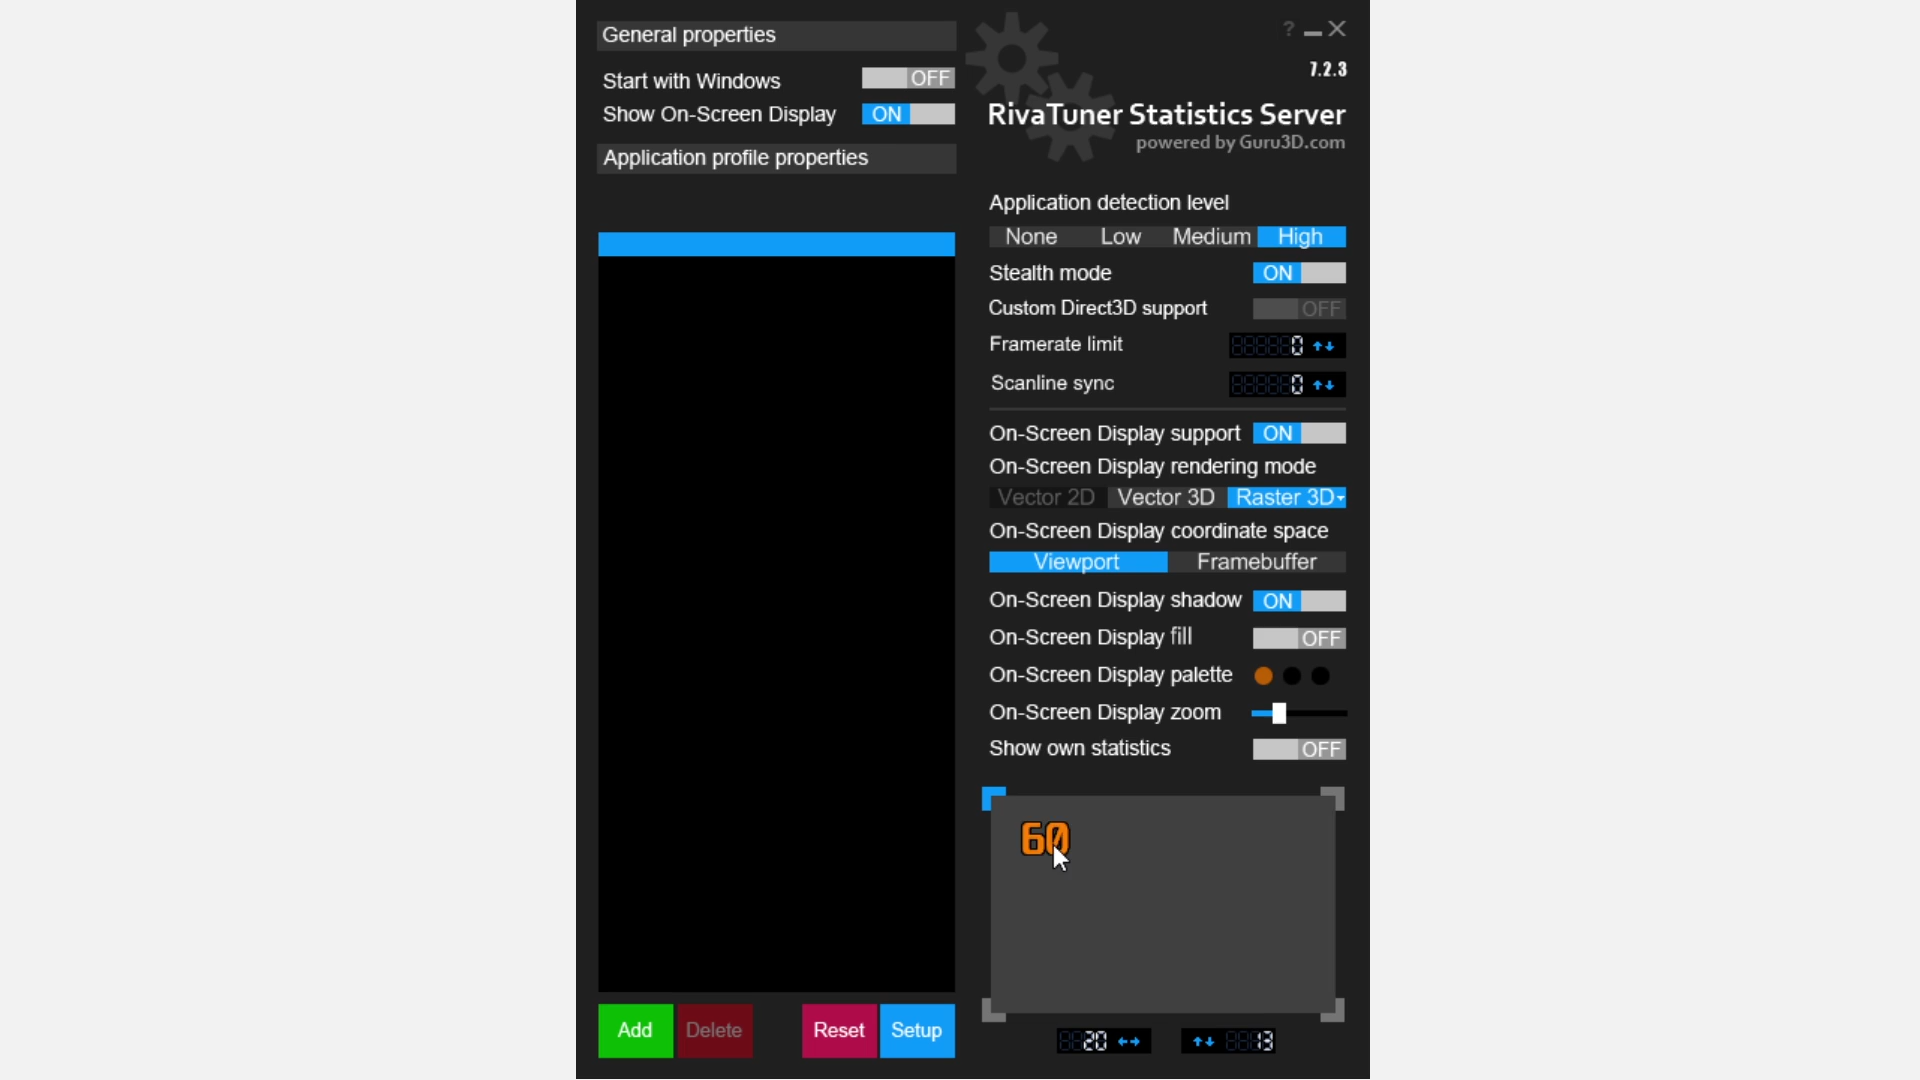 General properties
Start with Windows OFF
Show On-Screen Display ON
Application profile properties
? 
7.2.3
RivaTuner Statistics Server
powered by Guru3D.com
Application detection level
None Low Medium High
Stealth mode ON
Custom Direct3D support OFF
Framerate limit 0
Scanline sync 0
On-Screen Display support ON
On-Screen Display rendering mode
Vector 2D Vector 3D Raster 3D
On-Screen Display coordinate space
Viewport Framebuffer
On-Screen Display shadow ON
On-Screen Display fill OFF
On-Screen Display palette
On-Screen Display zoom
Show own statistics OFF
60
Add Delete Reset Setup
20 13